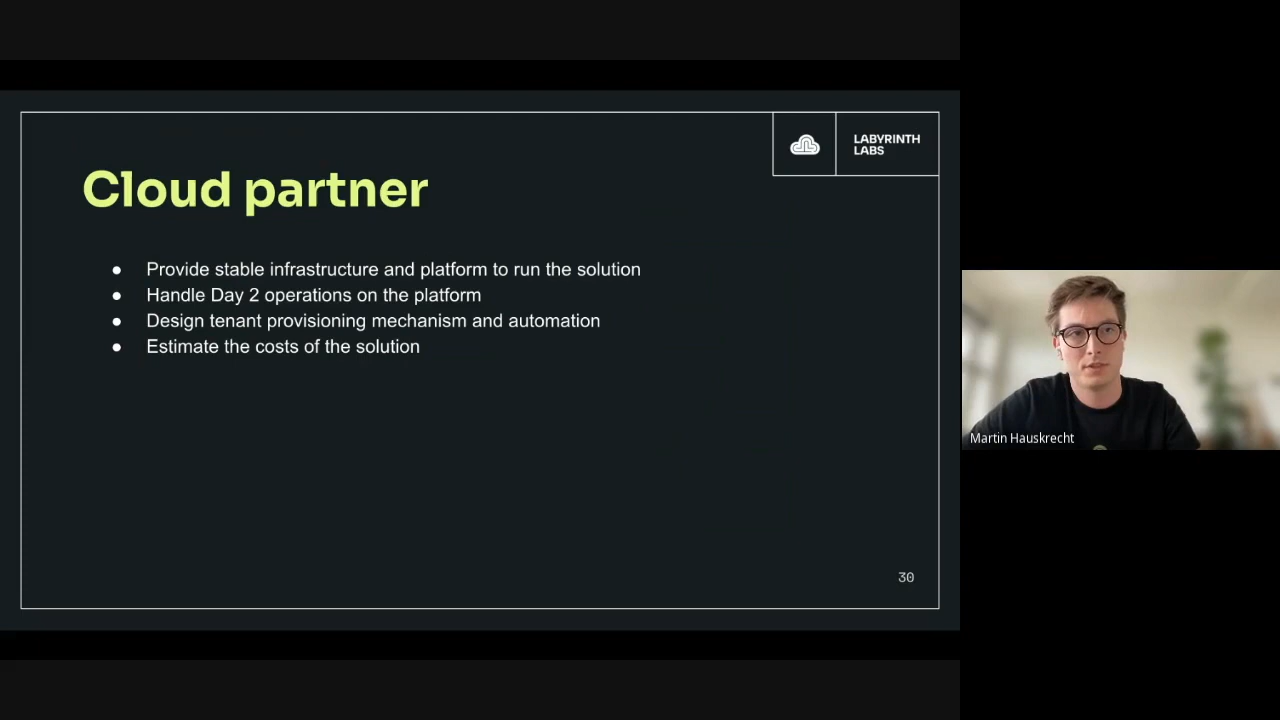 LABYRINTH
LABS
Cloud partner
● Provide stable infrastructure and platform to run the solution
● Handle Day 2 operations on the platform
● Design tenant provisioning mechanism and automation
● Estimate the costs of the solution
30
Martin Hauskrecht